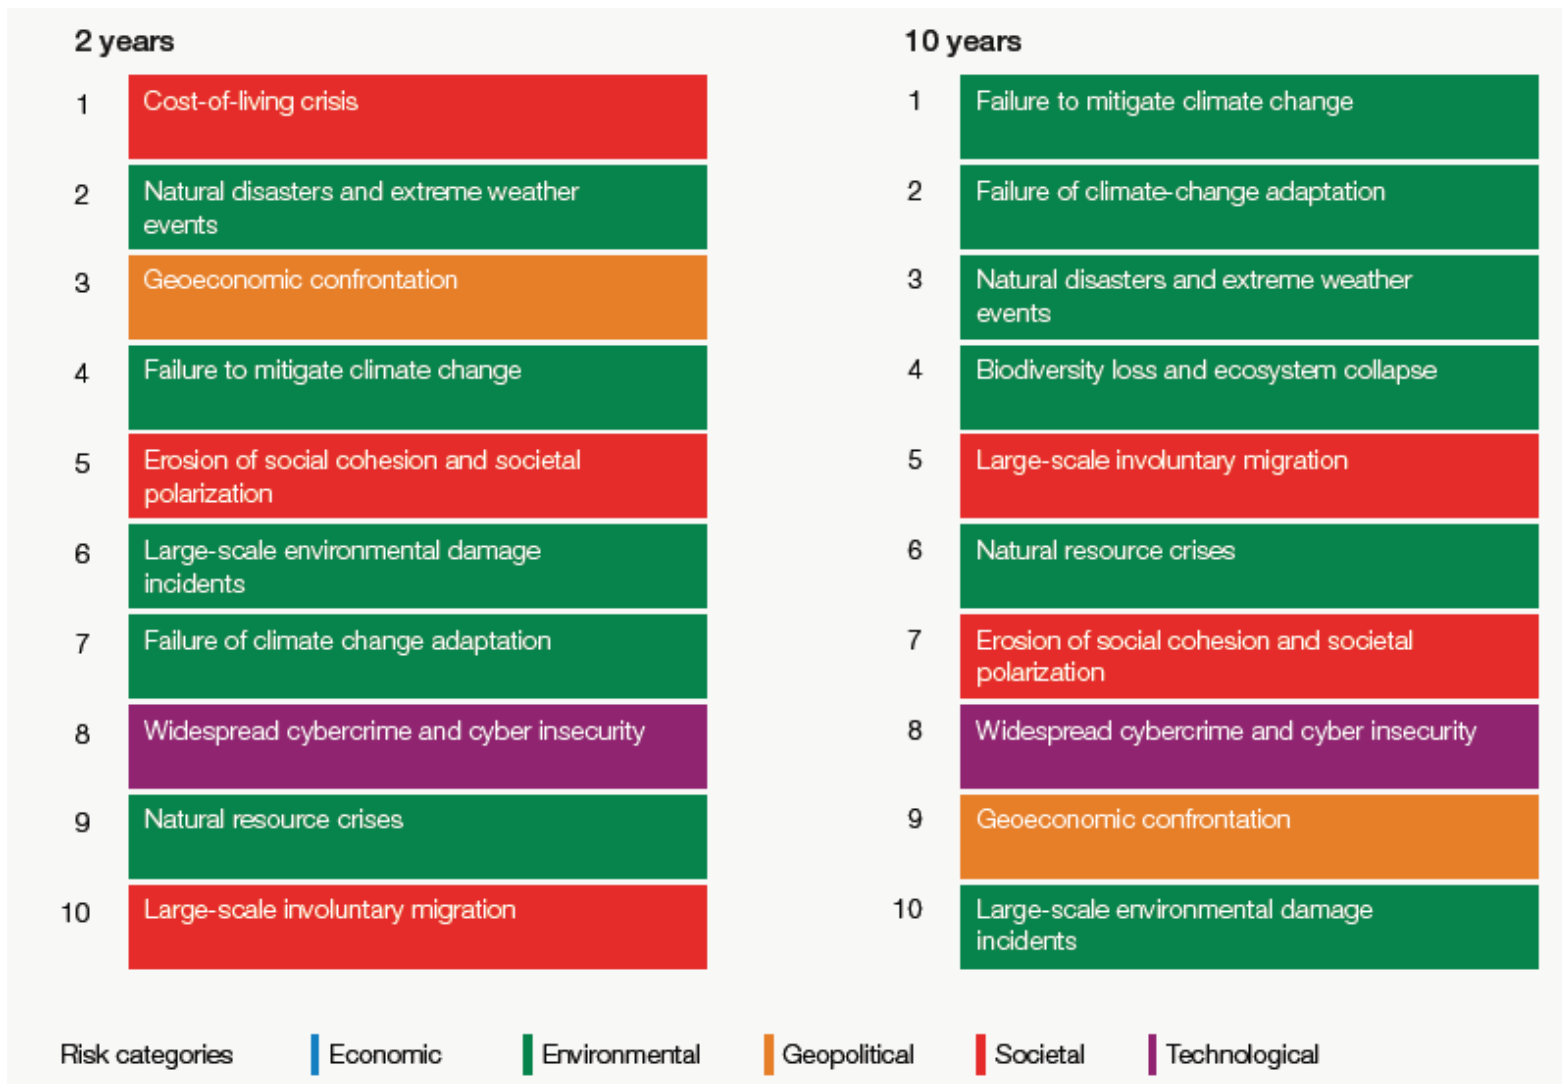 2 years
1 Cost-of-living crisis
2 Natural disasters and extreme weather
events
3 Geoeconomic confrontation
4 Failure to mitigate climate change
5 Erosion of social cohesion and societal
polarization
6 Large-scale environmental damage
incidents
7 Failure of climate change adaptation
8 Widespread cybercrime and cyber insecurity
9 Natural resource crises
10 Large-scale involuntary migration
10 years
1 Failure to mitigate climate change
2 Failure of climate-change adaptation
3 Natural disasters and extreme weather
events
4 Biodiversity loss and ecosystem collapse
5 Large-scale involuntary migration
6 Natural resource crises
7 Erosion of social cohesion and societal
polarization
8 Widespread cybercrime and cyber insecurity
9 Geoeconomic confrontation
10 Large-scale environmental damage
incidents
Risk categories Economic Environmental Geopolitical Societal Technological